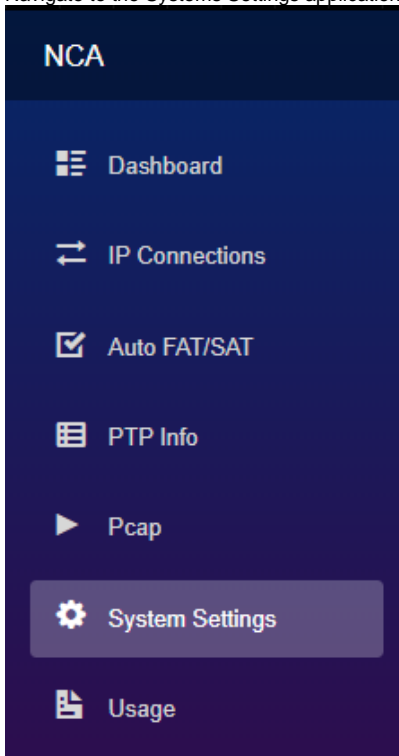 Navigate to the Systems Settings application
NCA
Dashboard
IP Connections
Auto FAT/SAT
PTP Info
Pcap
System Settings
Usage